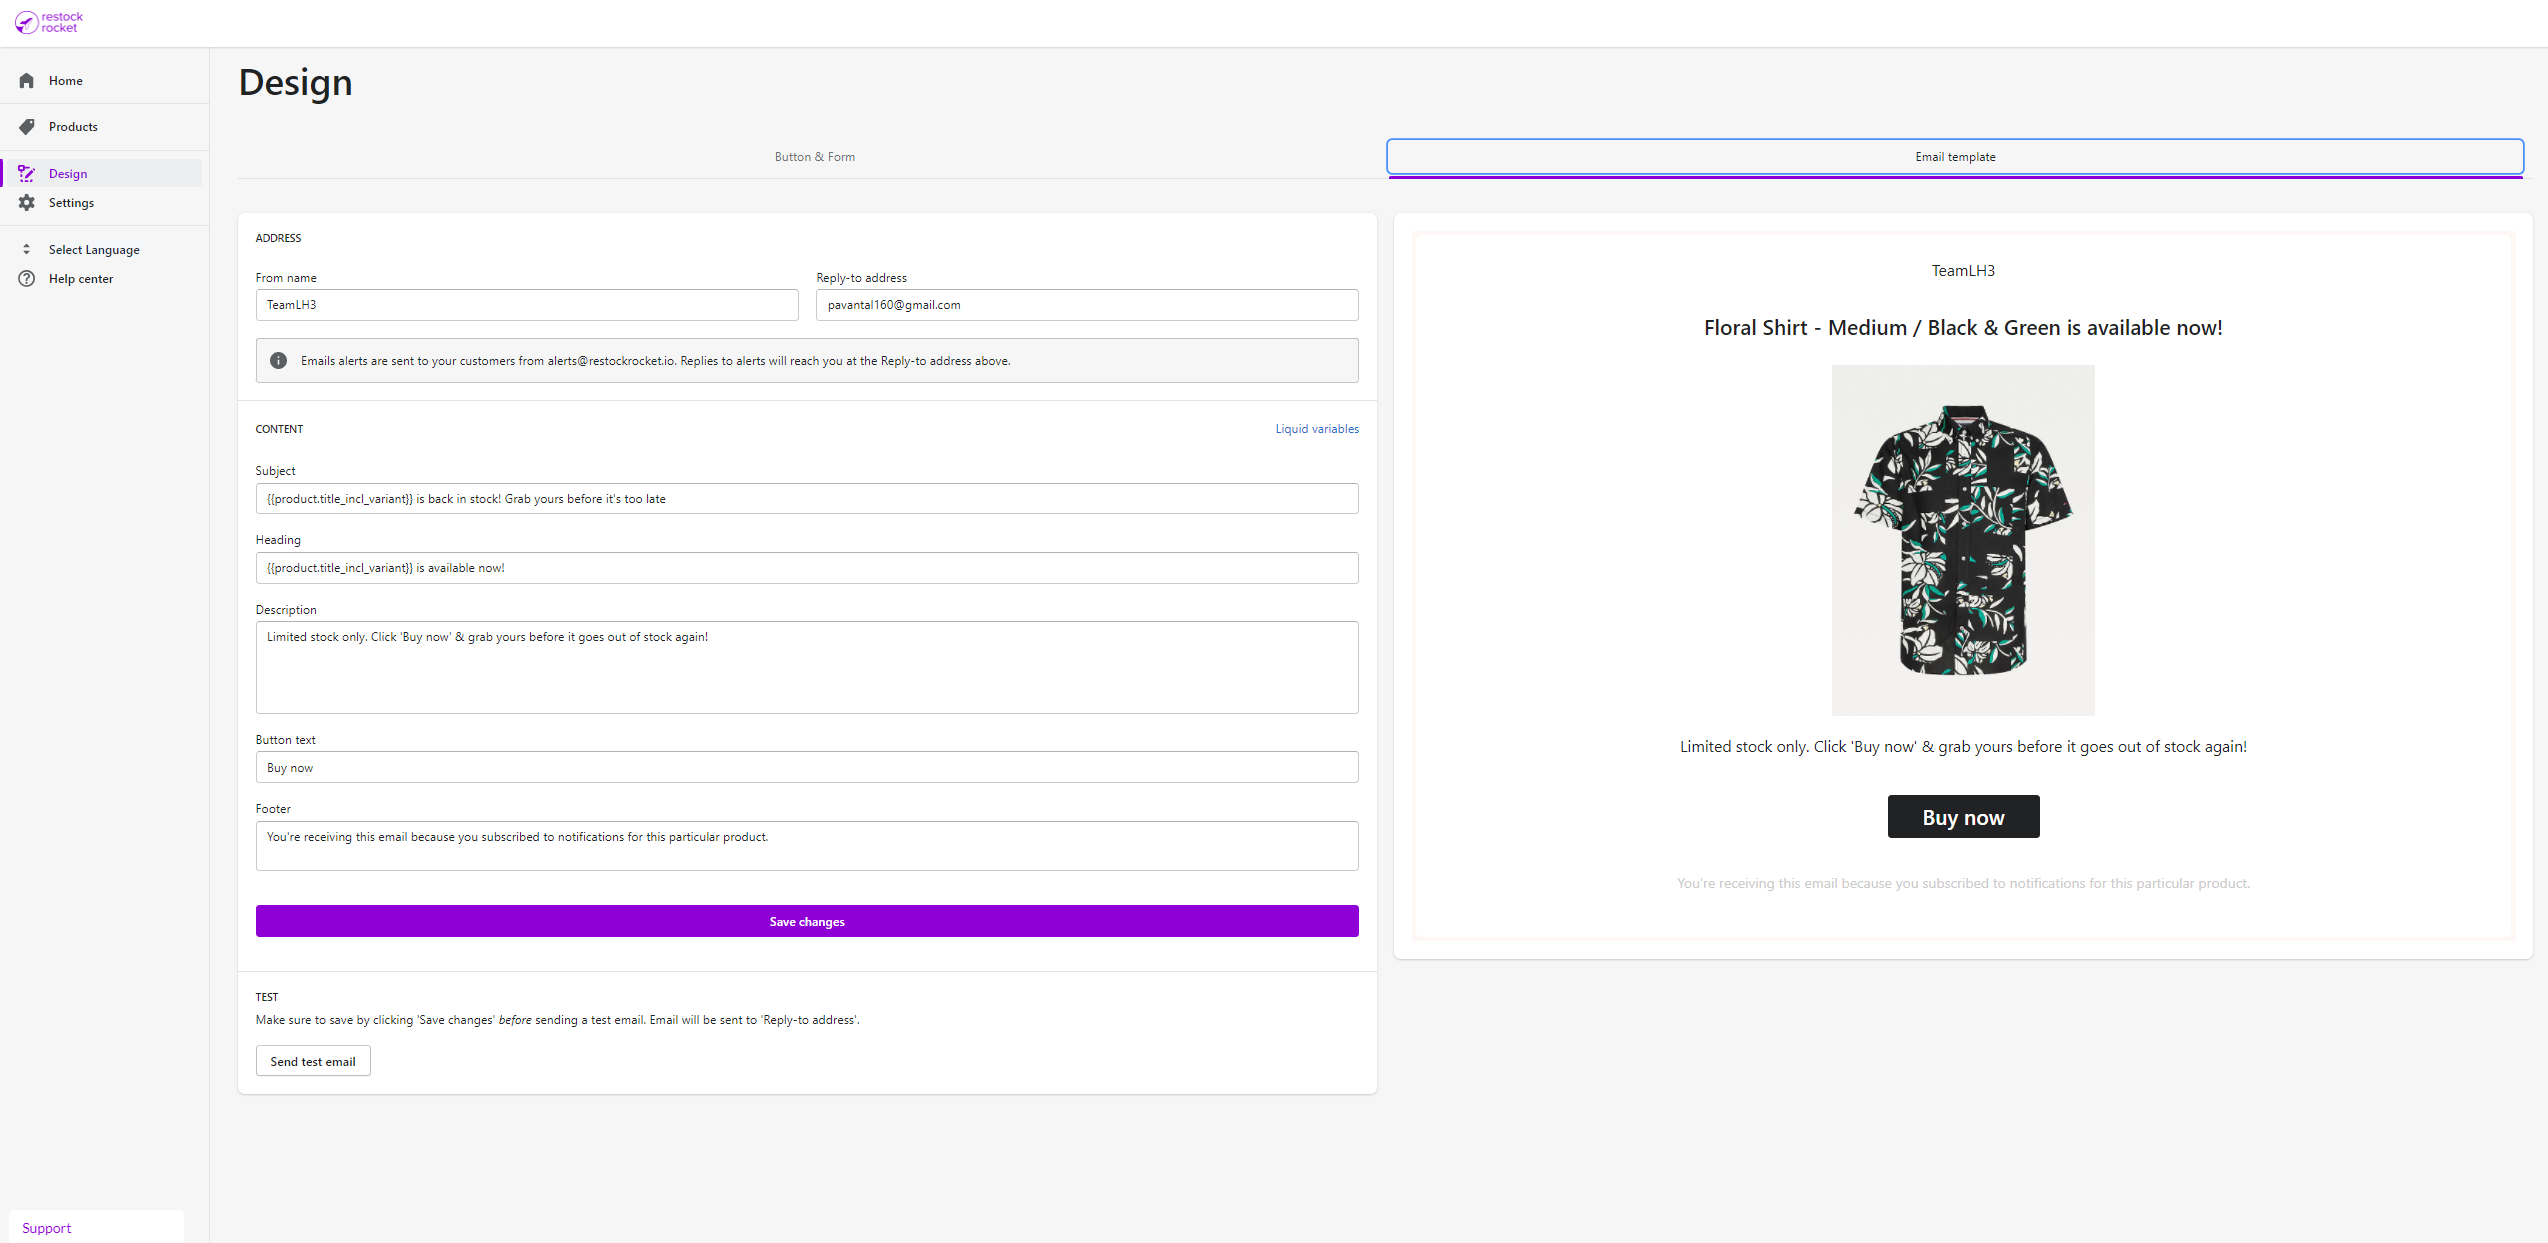 restock
rocket
Home
Products
Design
Settings
Select Language
Help center
Support
Design
Button & Form
Email template
ADDRESS
From name
Reply-to address
TeamLH3
pavantal160@gmail.com
Emails alerts are sent to your customers from alerts@restockrocket.io. Replies to alerts will reach you at the Reply-to address above.
CONTENT
Liquid variables
Subject
{{product.title_incl_variant}} is back in stock! Grab yours before it's too late
Heading
{{product.title_incl_variant}} is available now!
Description
Limited stock only. Click 'Buy now' & grab yours before it goes out of stock again!
Button text
Buy now
Footer
You're receiving this email because you subscribed to notifications for this particular product.
Save changes
TEST
Make sure to save by clicking 'Save changes' before sending a test email. Email will be sent to 'Reply-to address'.
Send test email
TeamLH3
Floral Shirt - Medium / Black & Green is available now!
Limited stock only. Click 'Buy now' & grab yours before it goes out of stock again!
Buy now
You're receiving this email because you subscribed to notifications for this particular product.